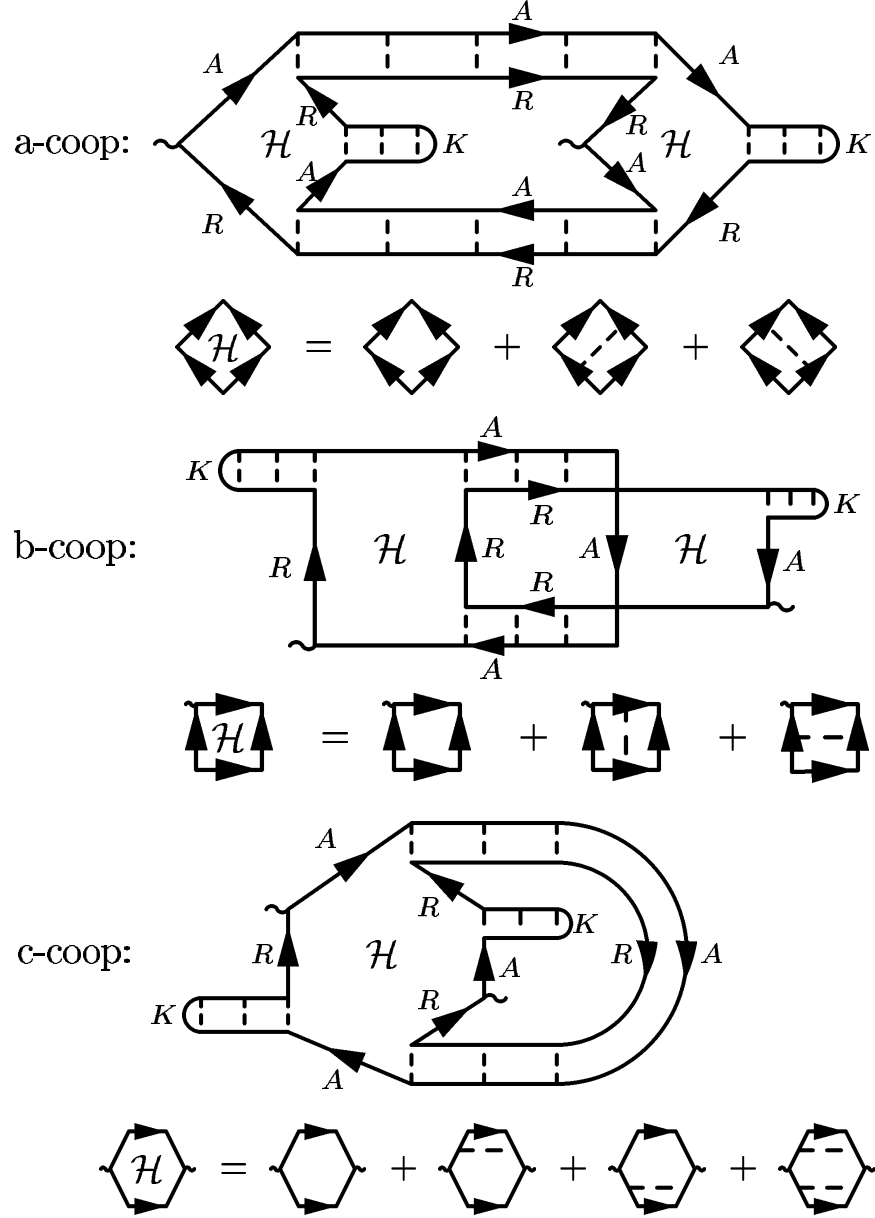 A A A
R
a-coop: R ℋ A K R A ℋ K
A
R R
R
ℋ = + +
A
K K
R
b-coop: R ℋ R A ℋ A
R
A
ℋ = + +
A
R
c-coop: R ℋ K R A
A
K R
A
ℋ = + + +